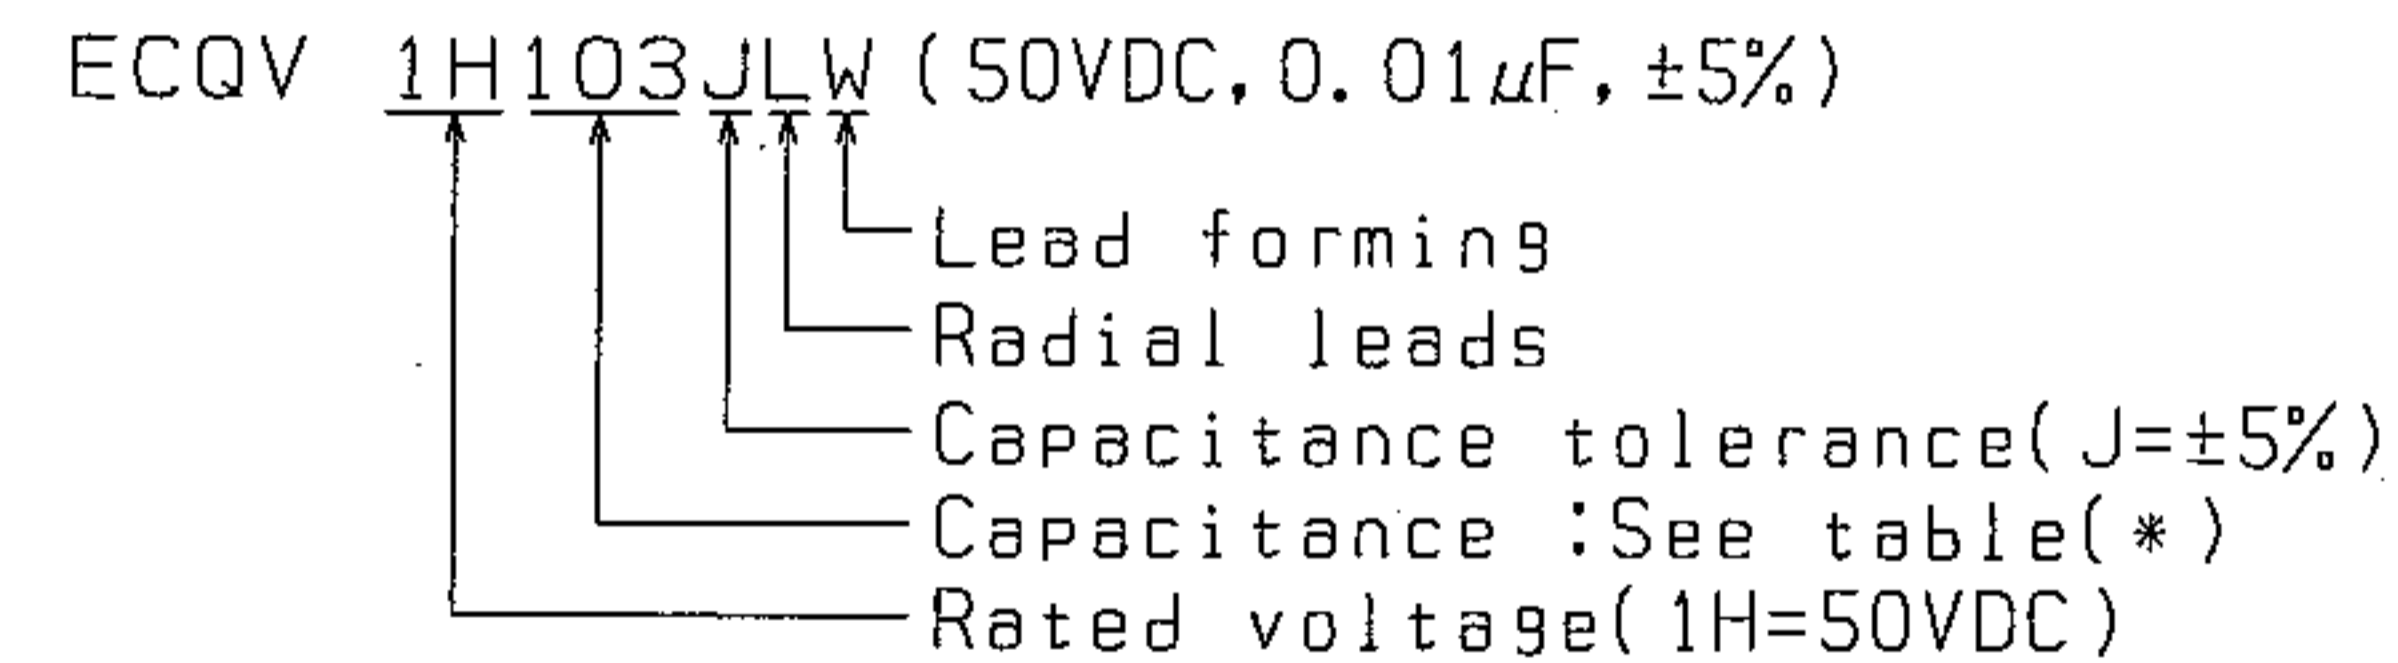 ECQV 1H103JLW (50VDC, 0.01μF, ±5%)
Lead forming
Radial leads
Capacitance tolerance(J=±5%)
Capacitance :See table(*)
Rated voltage(1H=50VDC)